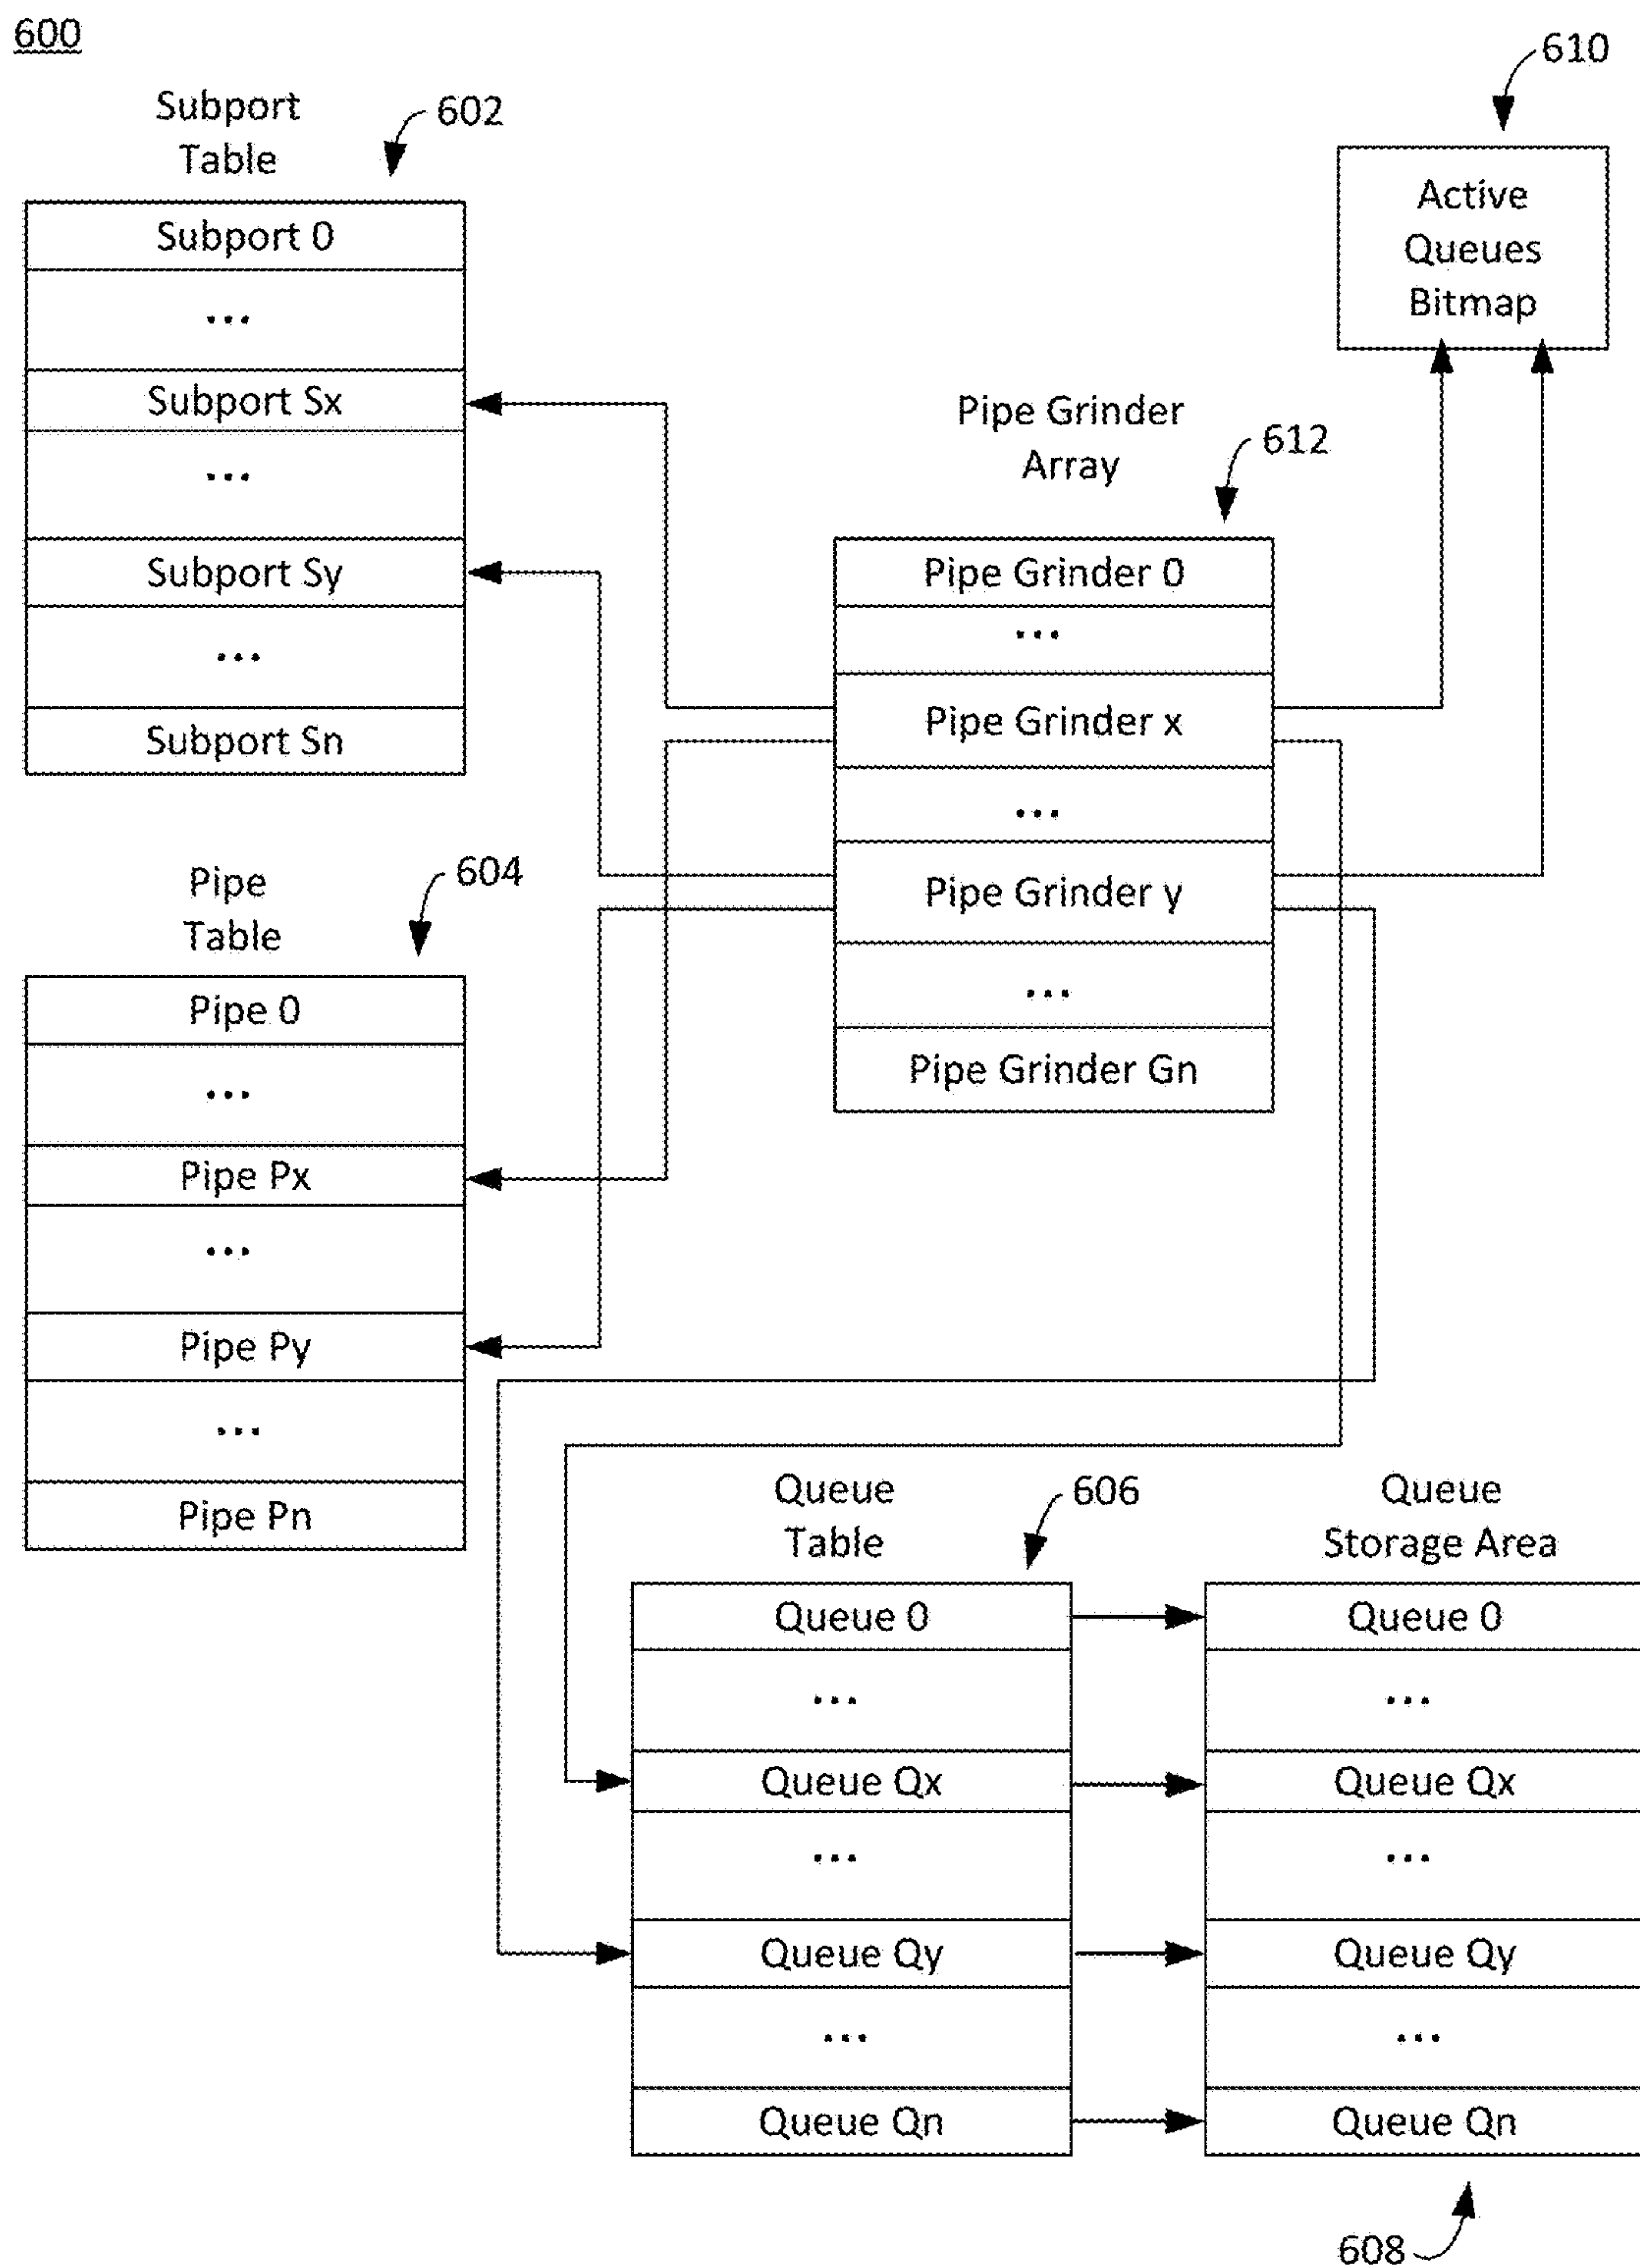 600
610
Subport
Table
602
Subport 0
...
Subport Sx
...
Subport Sy
...
Subport Sn
Active
Queues
Bitmap
Pipe Grinder
Array
612
Pipe Grinder 0
...
Pipe Grinder x
...
Pipe Grinder y
...
Pipe Grinder Gn
Pipe
Table
604
Pipe 0
...
Pipe Px
...
Pipe Py
...
Pipe Pn
Queue
Table
606
Queue 0
...
Queue Qx
...
Queue Qy
...
Queue Qn
Queue
Storage Area
Queue 0
...
Queue Qx
...
Queue Qy
...
Queue Qn
608